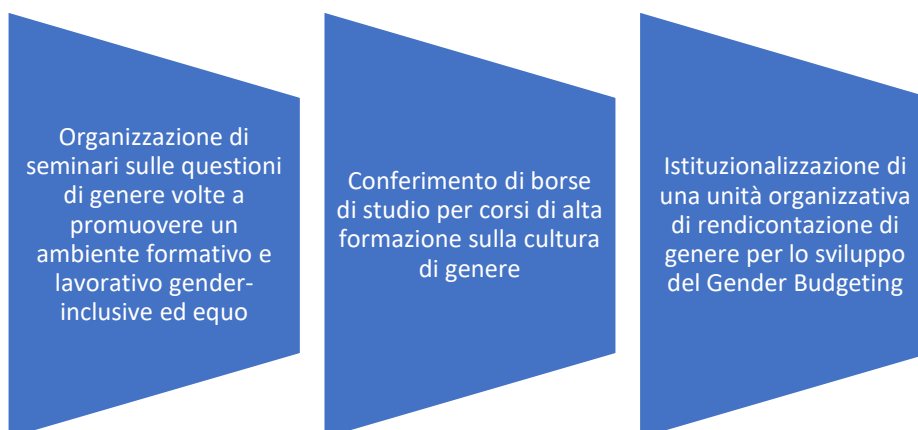 Organizzazione di
seminari sulle questioni
di genere volte a
promuovere un
ambiente formativo e
lavorativo gender-
inclusive ed equo
Conferimento di borse
di studio per corsi di alta
formazione sulla cultura
di genere
Istituzionalizzazione di
una unità organizzativa
di rendicontazione di
genere per lo sviluppo
del Gender Budgeting